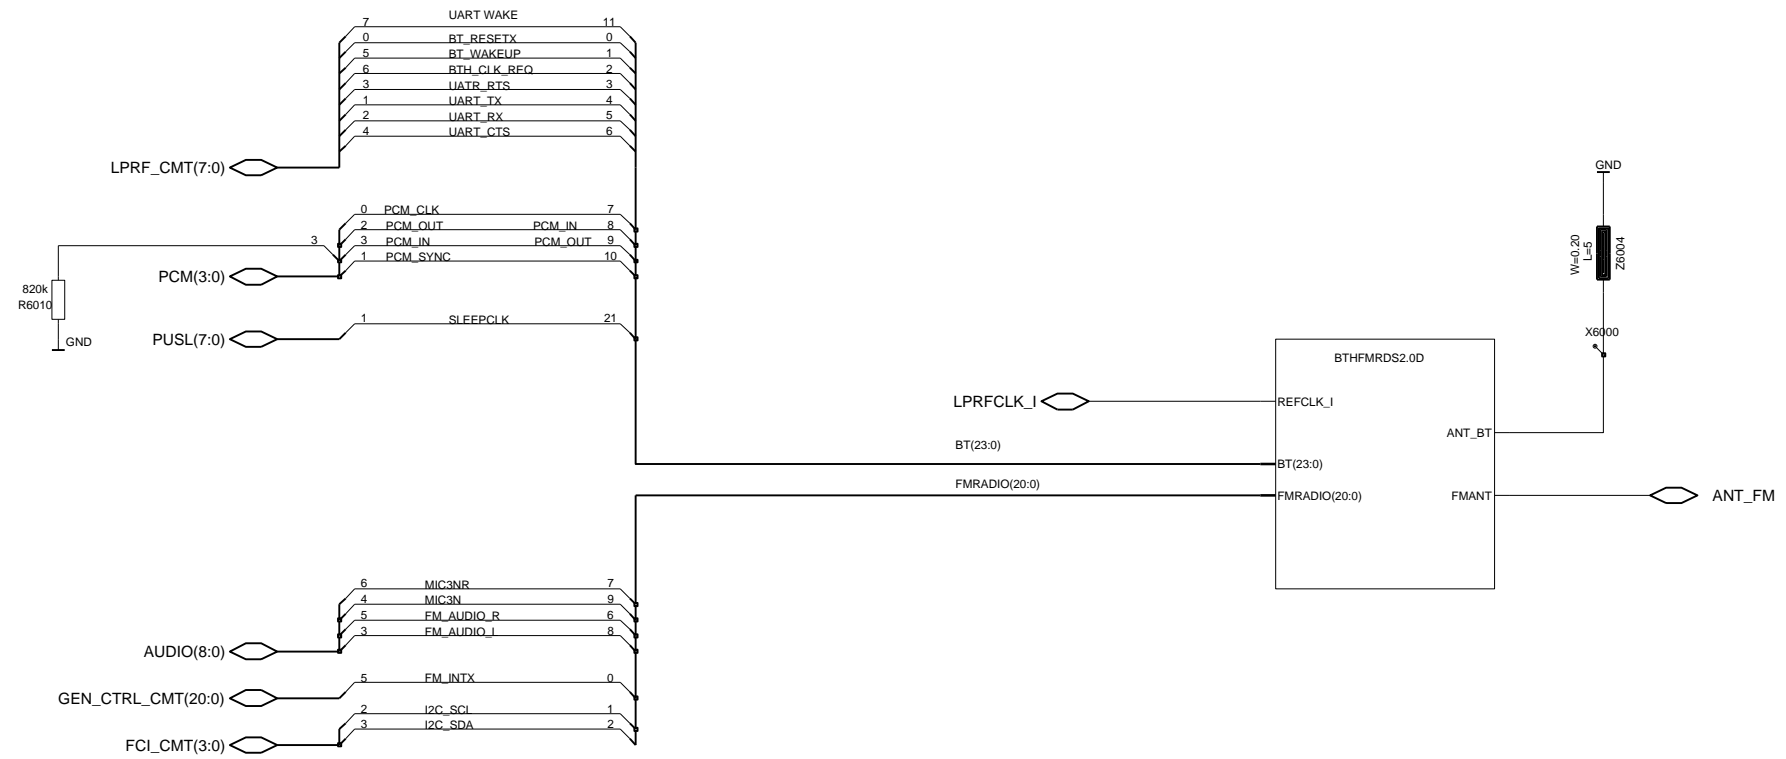 7 UART WAKE 11
0 BT_RESETX 0
5 BT_WAKEUP 1
6 BTH_CLK_REQ 2
3 UATR_RTS 3
1 UART_TX 4
2 UART_RX 5
4 UART_CTS 6
LPRF_CMT(7:0)
0 PCM_CLK 7
2 PCM_OUT PCM_IN 8
3 3 PCM_IN PCM_OUT 9
1 PCM_SYNC 10
PCM(3:0)
820k
R6010
GND
1 SLEEPCLK 21
PUSL(7:0)
GND
W=0.20
L=5
Z6004
X6000
BTHFMRDS2.0D
LPRFCLK_I
REFCLK_I
ANT_BT
BT(23:0)
BT(23:0)
FMRADIO(20:0)
FMRADIO(20:0)
FMANT
ANT_FM
6 MIC3NR 7
4 MIC3N 9
5 FM_AUDIO_R 6
3 FM_AUDIO_L 8
AUDIO(8:0)
5 FM_INTX 0
GEN_CTRL_CMT(20:0)
2 I2C_SCL 1
3 I2C_SDA 2
FCI_CMT(3:0)